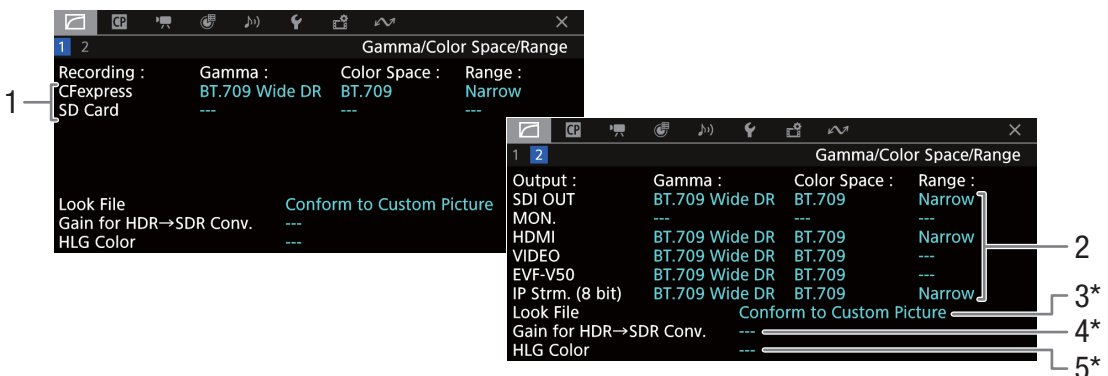 CP
1 2 Gamma/Color Space/Range
Recording : Gamma : Color Space : Range :
CFexpress BT.709 Wide DR BT.709 Narrow
SD Card --- --- ---
Look File Conform to Custom Picture
Gain for HDR→SDR Conv. ---
HLG Color ---
1
CP
1 2 Gamma/Color Space/Range
Output : Gamma : Color Space : Range :
SDI OUT BT.709 Wide DR BT.709 Narrow
MON. --- --- ---
HDMI BT.709 Wide DR BT.709 Narrow
VIDEO BT.709 Wide DR BT.709 ---
EVF-V50 BT.709 Wide DR BT.709 ---
IP Strm. (8 bit) BT.709 Wide DR BT.709 Narrow
Look File Conform to Custom Picture
Gain for HDR→SDR Conv. ---
HLG Color ---
2
3*
4*
5*